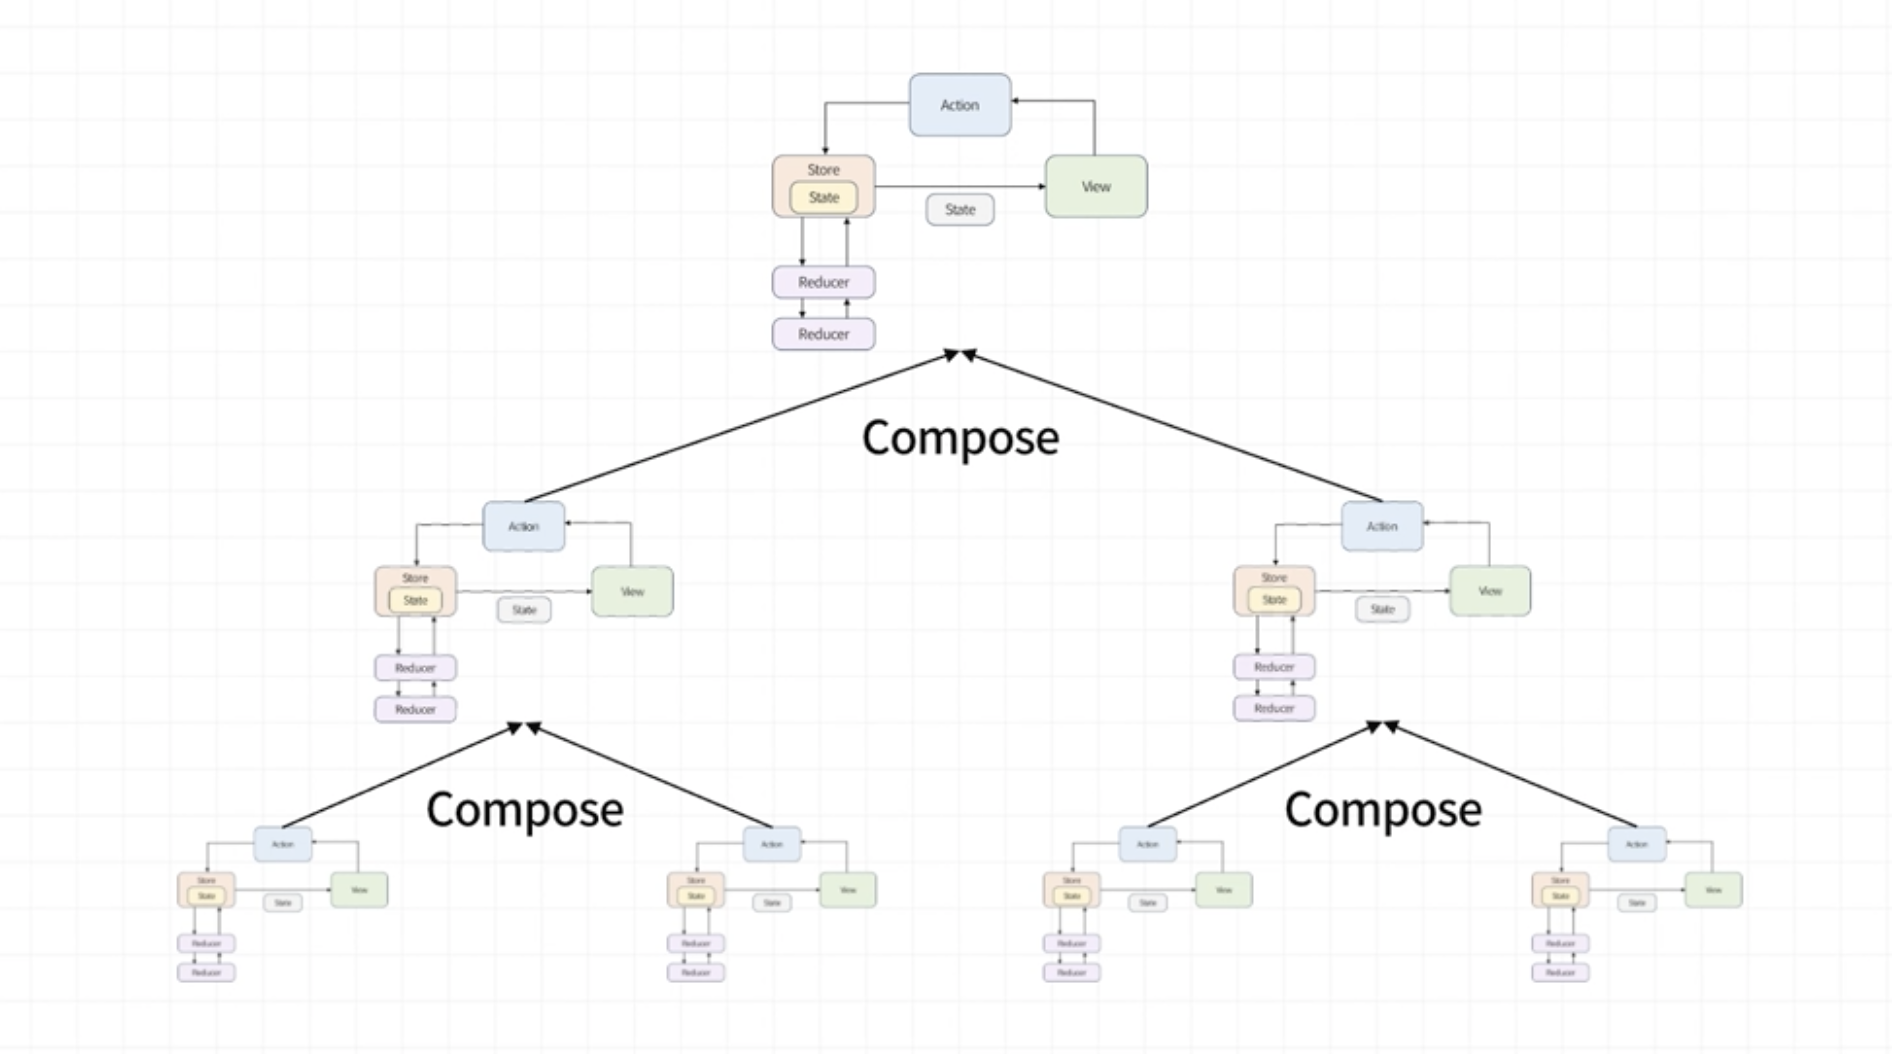 Action
Store
State
View
State
Reducer
Reducer
Compose
Action
Store
State
View
State
Reducer
Reducer
Action
Store
State
View
State
Reducer
Reducer
Compose
Compose
Action
Store
State
View
State
Reducer
Reducer
Action
Store
State
View
State
Reducer
Reducer
Action
Store
State
View
State
Reducer
Reducer
Action
Store
State
View
State
Reducer
Reducer